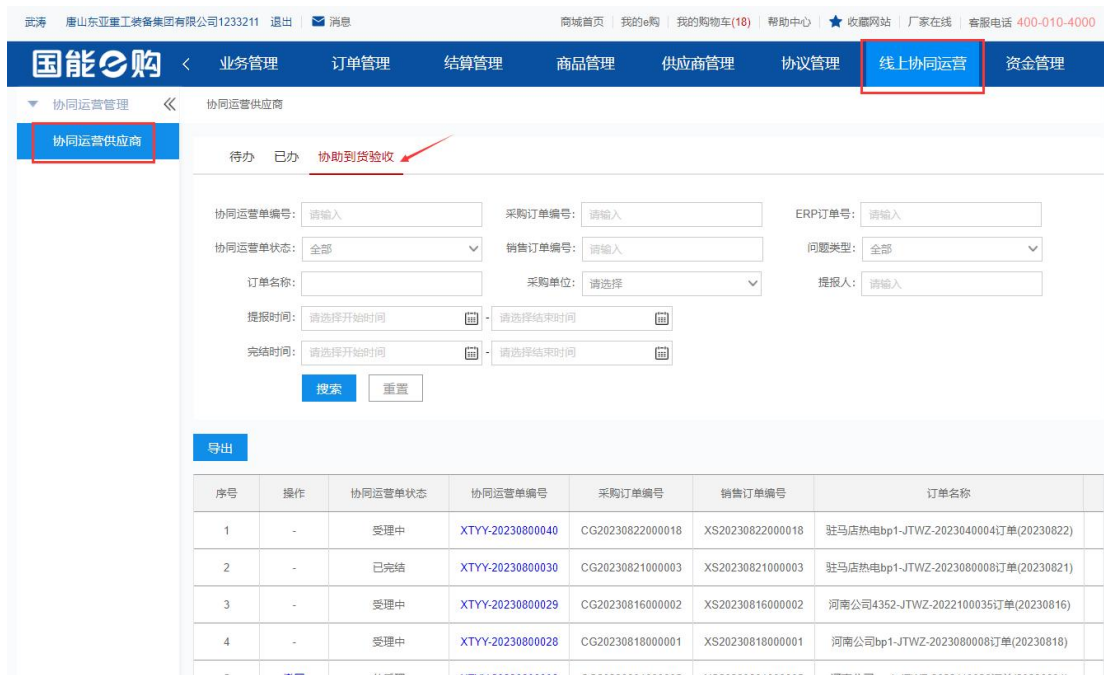 武涛 唐山东亚重工装备集团有限公司1233211 退出 消息 商城首页 我的e购 我的购物车(18) 帮助中心 收藏网站 厂家在线 客服电话 400-010-4000
国能e购 业务管理 订单管理 结算管理 商品管理 供应商管理 协议管理 线上协同运营 资金管理
协同运营管理 协同运营供应商
协同运营供应商
待办 已办 协助到货验收
协同运营单编号: 请输入 采购订单编号: 请输入 ERP订单号: 请输入
协同运营单状态: 全部 销售订单编号: 请输入 问题类型: 全部
订单名称: 采购单位: 请选择 提报人: 请输入
提报时间: 请选择开始时间 - 请选择结束时间
完结时间: 请选择开始时间 - 请选择结束时间
搜索 重置
导出
序号 操作 协同运营单状态 协同运营单编号 采购订单编号 销售订单编号 订单名称
1 - 受理中 XTYY-20230800040 CG20230822000018 XS20230822000018 驻马店热电bp1-JTWZ-2023040004订单(20230822)
2 - 已完结 XTYY-20230800030 CG20230821000003 XS20230821000003 驻马店热电bp1-JTWZ-2023080008订单(20230821)
3 - 受理中 XTYY-20230800029 CG20230816000002 XS20230816000002 河南公司4352-JTWZ-2022100035订单(20230816)
4 - 受理中 XTYY-20230800028 CG20230818000001 XS20230818000001 河南公司bp1-JTWZ-2023080008订单(20230818)